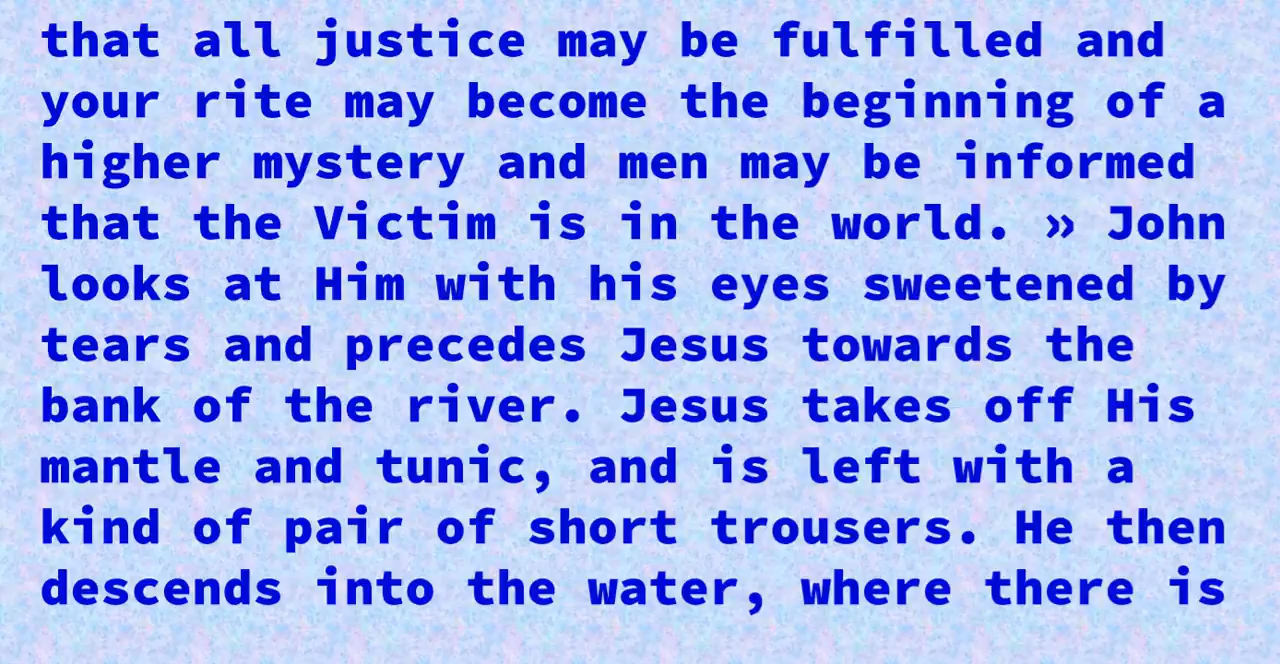 that all justice may be fulfilled and
your rite may become the beginning of a
higher mystery and men may be informed
that the Victim is in the world. » John
looks at Him with his eyes sweetened by
tears and precedes Jesus towards the
bank of the river. Jesus takes off His
mantle and tunic, and is left with a
kind of pair of short trousers. He then
descends into the water, where there is